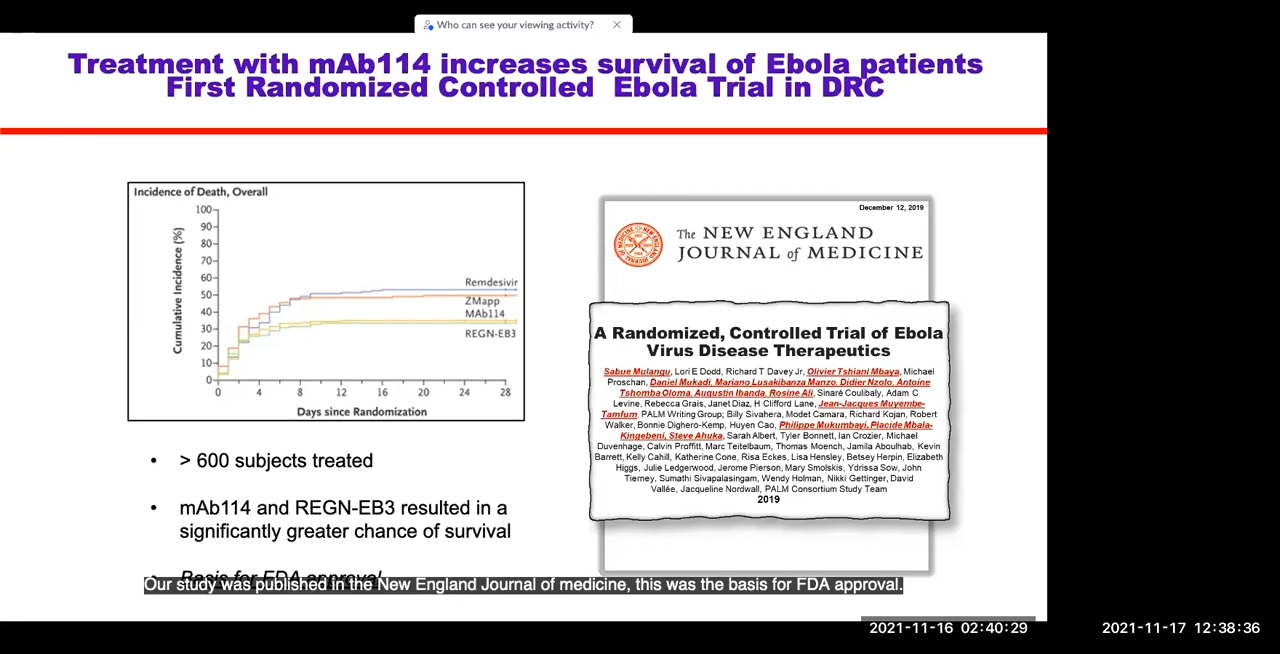 Who can see your viewing activity?
Treatment with mAb114 increases survival of Ebola patients
First Randomized Controlled Ebola Trial in DRC
Incidence of Death, Overall
100
90
80
70
60
50
40
30
20
10
0
Cumulative Incidence (%)
Remdesivir
ZMapp
MAb114
REGN-EB3
0 4 8 12 16 20 24 28
Days since Randomization
• > 600 subjects treated
• mAb114 and REGN-EB3 resulted in a
significantly greater chance of survival
• Basis for FDA approval
December 12, 2019
The NEW ENGLAND
JOURNAL of MEDICINE
A Randomized, Controlled Trial of Ebola
Virus Disease Therapeutics
Sabue Mulangu, Lori E Dodd, Richard T Davey Jr, Olivier Tshiani Mbaya, Michael
Proschan, Daniel Mukadi, Mariano Lusakibanza Manzo, Didier Nzolo, Antoine
Tshomba Oloma, Augustin Ibanda, Rosine Ali, Sinaré Coulibaly, Adam C
Levine, Rebecca Grais, Janet Diaz, H Clifford Lane, Jean-Jacques Muyembe-
Tamfum, PALM Writing Group; Billy Sivahera, Modet Camara, Richard Kojan, Robert
Walker, Bonnie Dighero-Kemp, Huyen Cao, Philippe Mukumbayi, Placide Mbala-
Kingebeni, Steve Ahuka, Sarah Albert, Tyler Bonnett, Ian Crozier, Michael
Duvenhage, Calvin Proffitt, Marc Teitelbaum, Thomas Moench, Jamila Aboulhab, Kevin
Barrett, Kelly Cahill, Katherine Cone, Risa Eckes, Lisa Hensley, Betsey Herpin, Elizabeth
Higgs, Julie Ledgerwood, Jerome Pierson, Mary Smolskis, Ydrissa Sow, John
Tierney, Sumathi Sivapalasingam, Wendy Holman, Nikki Gettinger, David
Vallée, Jacqueline Nordwall, PALM Consortium Study Team
2019
Our study was published in the New England Journal of medicine, this was the basis for FDA approval.
2021-11-16 02:40:29
2021-11-17 12:38:36